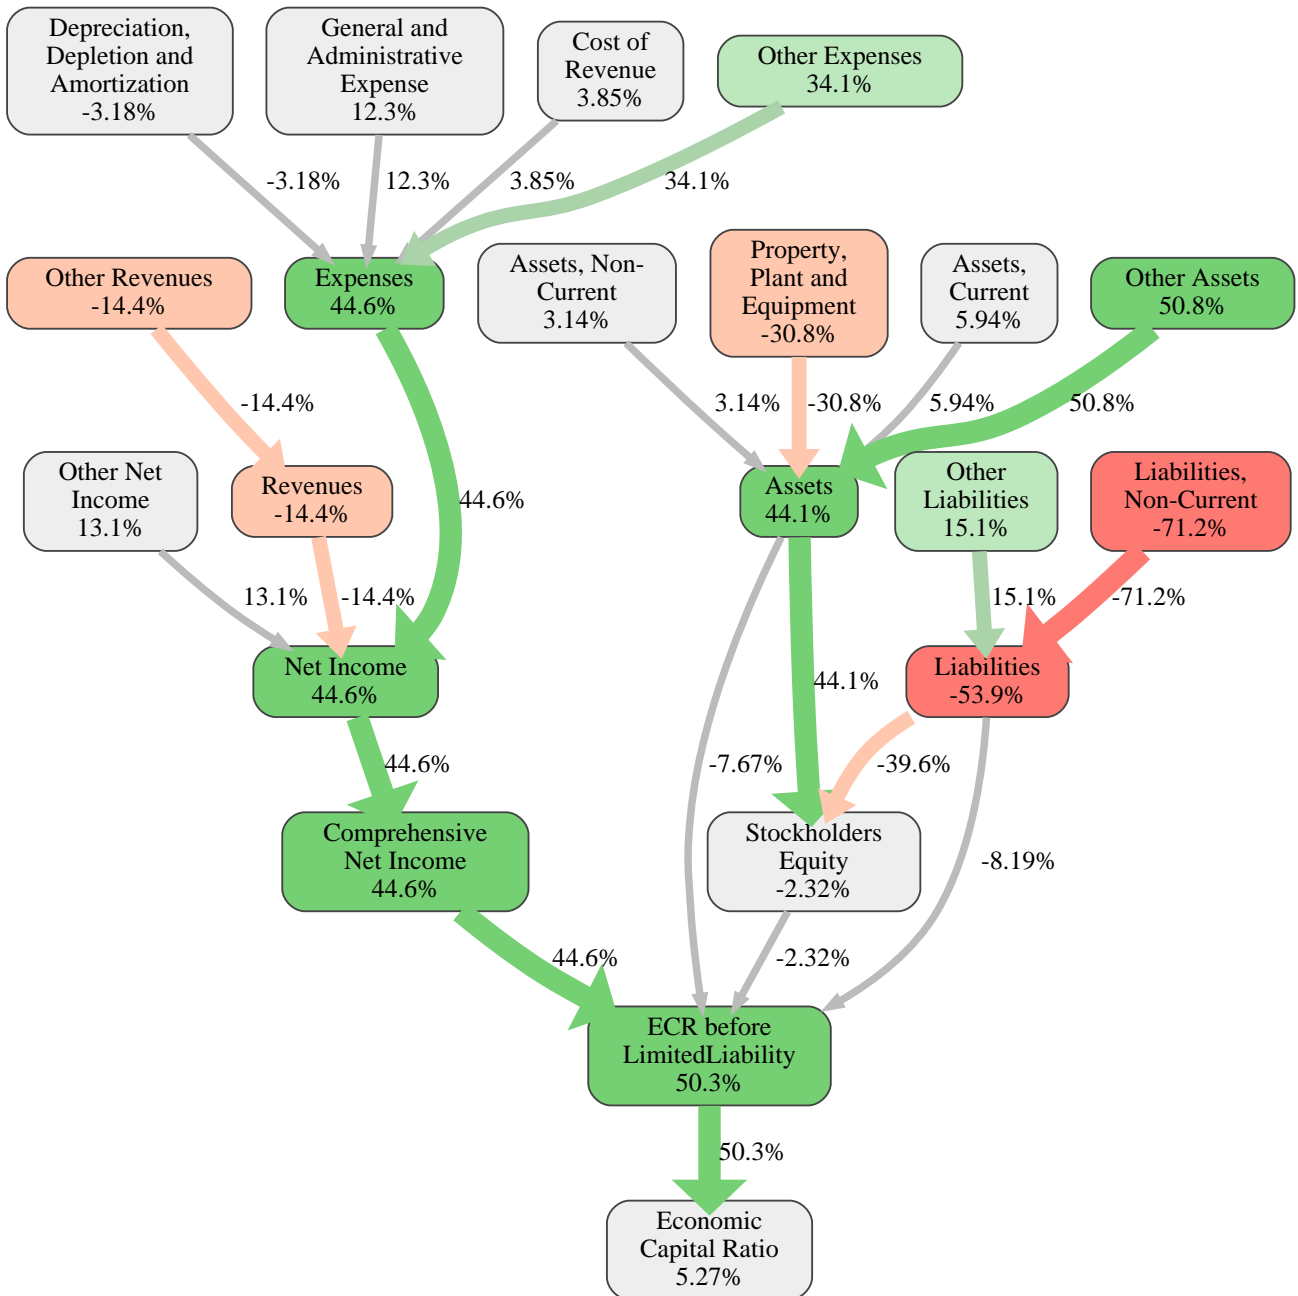 Depreciation,
Depletion and
Amortization
-3.18%
General and
Administrative
Expense
12.3%
Cost of
Revenue
3.85%
Other Expenses
34.1%
-3.18%
12.3%
3.85%
34.1%
Other Revenues
-14.4%
Expenses
44.6%
Assets, Non-
Current
3.14%
Property,
Plant and
Equipment
-30.8%
Assets,
Current
5.94%
Other Assets
50.8%
-14.4%
44.6%
3.14%
-30.8%
5.94%
50.8%
Other Net
Income
13.1%
Revenues
-14.4%
Assets
44.1%
Other
Liabilities
15.1%
Liabilities,
Non-Current
-71.2%
13.1%
-14.4%
15.1%
-71.2%
Net Income
44.6%
44.1%
Liabilities
-53.9%
44.6%
-7.67%
-39.6%
Comprehensive
Net Income
44.6%
Stockholders
Equity
-2.32%
-8.19%
44.6%
-2.32%
ECR before
LimitedLiability
50.3%
50.3%
Economic
Capital Ratio
5.27%